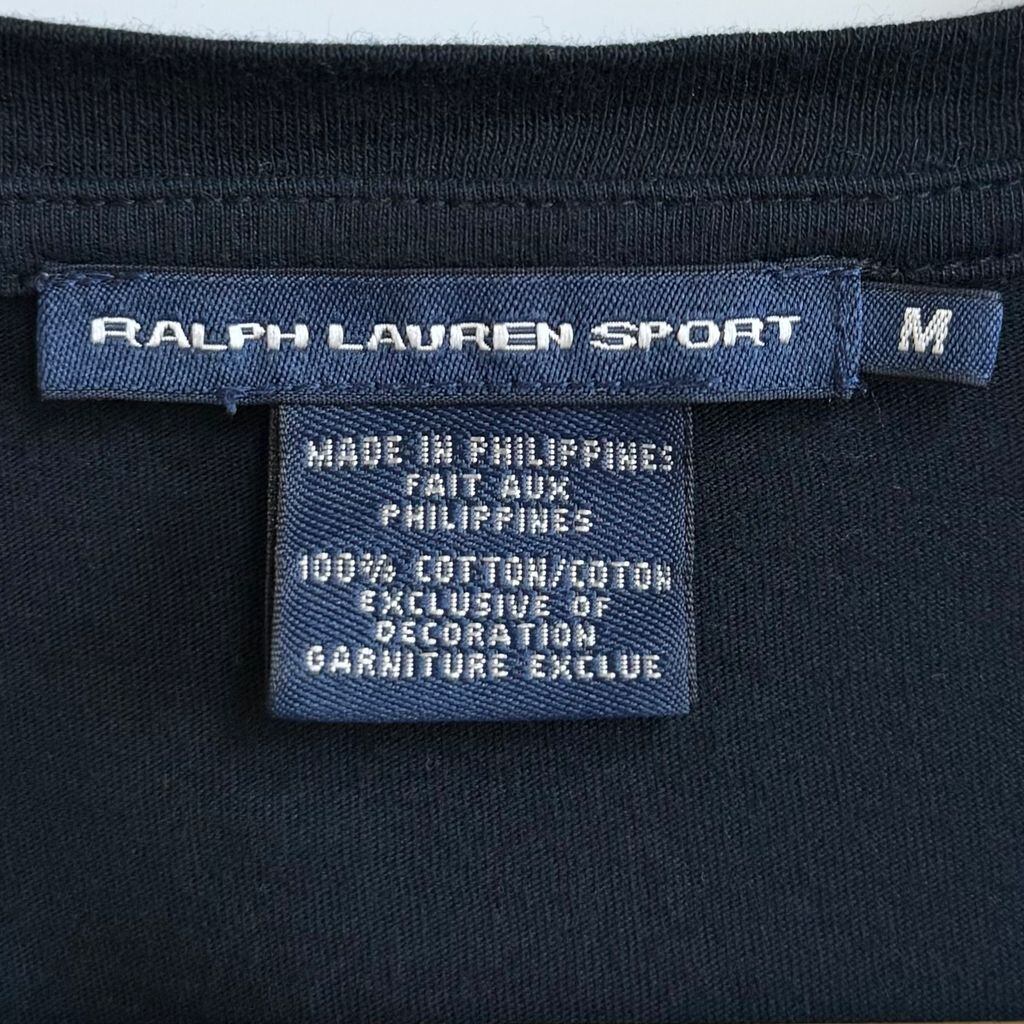 RALPH LAUREN SPORT
M
MADE IN PHILIPPINES
FAIT AUX
PHILIPPINES
100% COTTON/COTON
EXCLUSIVE OF
DECORATION
GARNITURE EXCLUE